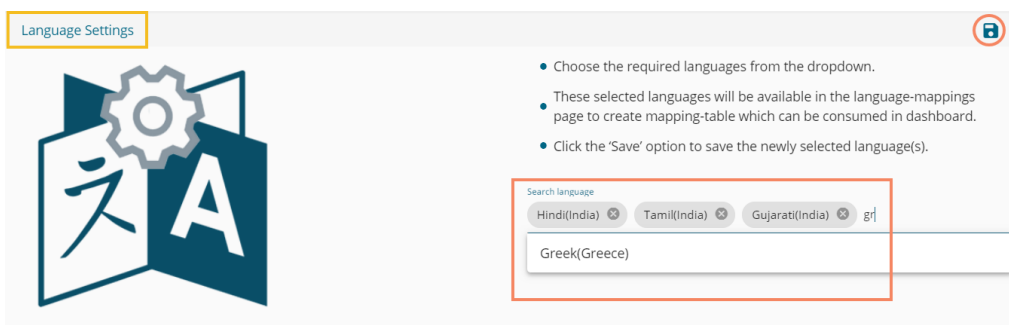 Language Settings
Choose the required languages from the dropdown.
These selected languages will be available in the language-mappings
page to create mapping-table which can be consumed in dashboard.
Click the ‘Save’ option to save the newly selected language(s).
Search language
Hindi(India) Tamil(India) Gujarati(India) gr
Greek(Greece)
A